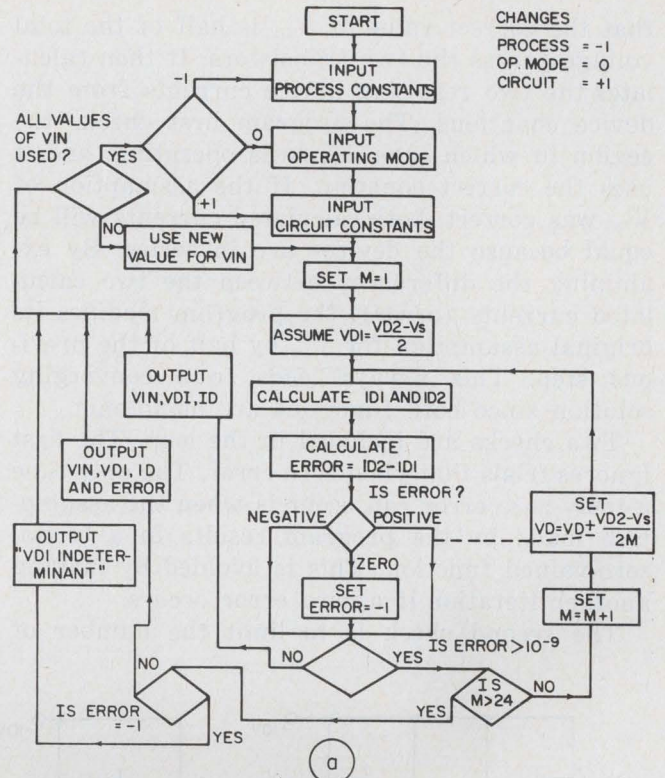 START
CHANGES
PROCESS = -1
OP. MODE = 0
CIRCUIT = +1
INPUT
PROCESS CONSTANTS
-1
ALL VALUES
OF VIN
USED?
YES
0
+1
INPUT
OPERATING MODE
INPUT
CIRCUIT CONSTANTS
NO
USE NEW
VALUE FOR VIN
SET M=1
ASSUME VD1= VD2-Vs
2
OUTPUT
VIN,VDI,ID
CALCULATE ID1 AND ID2
OUTPUT
VIN,VDI,ID
AND ERROR
CALCULATE
ERROR= ID2-ID1
IS ERROR?
NEGATIVE
POSITIVE
ZERO
SET
VD=VD+ VD2-Vs
2M
OUTPUT
"VDI INDETER-
MINANT"
SET
ERROR=-1
SET
M=M+1
NO
YES
IS ERROR>10-9
NO
IS
M>24
NO
YES
IS ERROR
=-1
YES
a